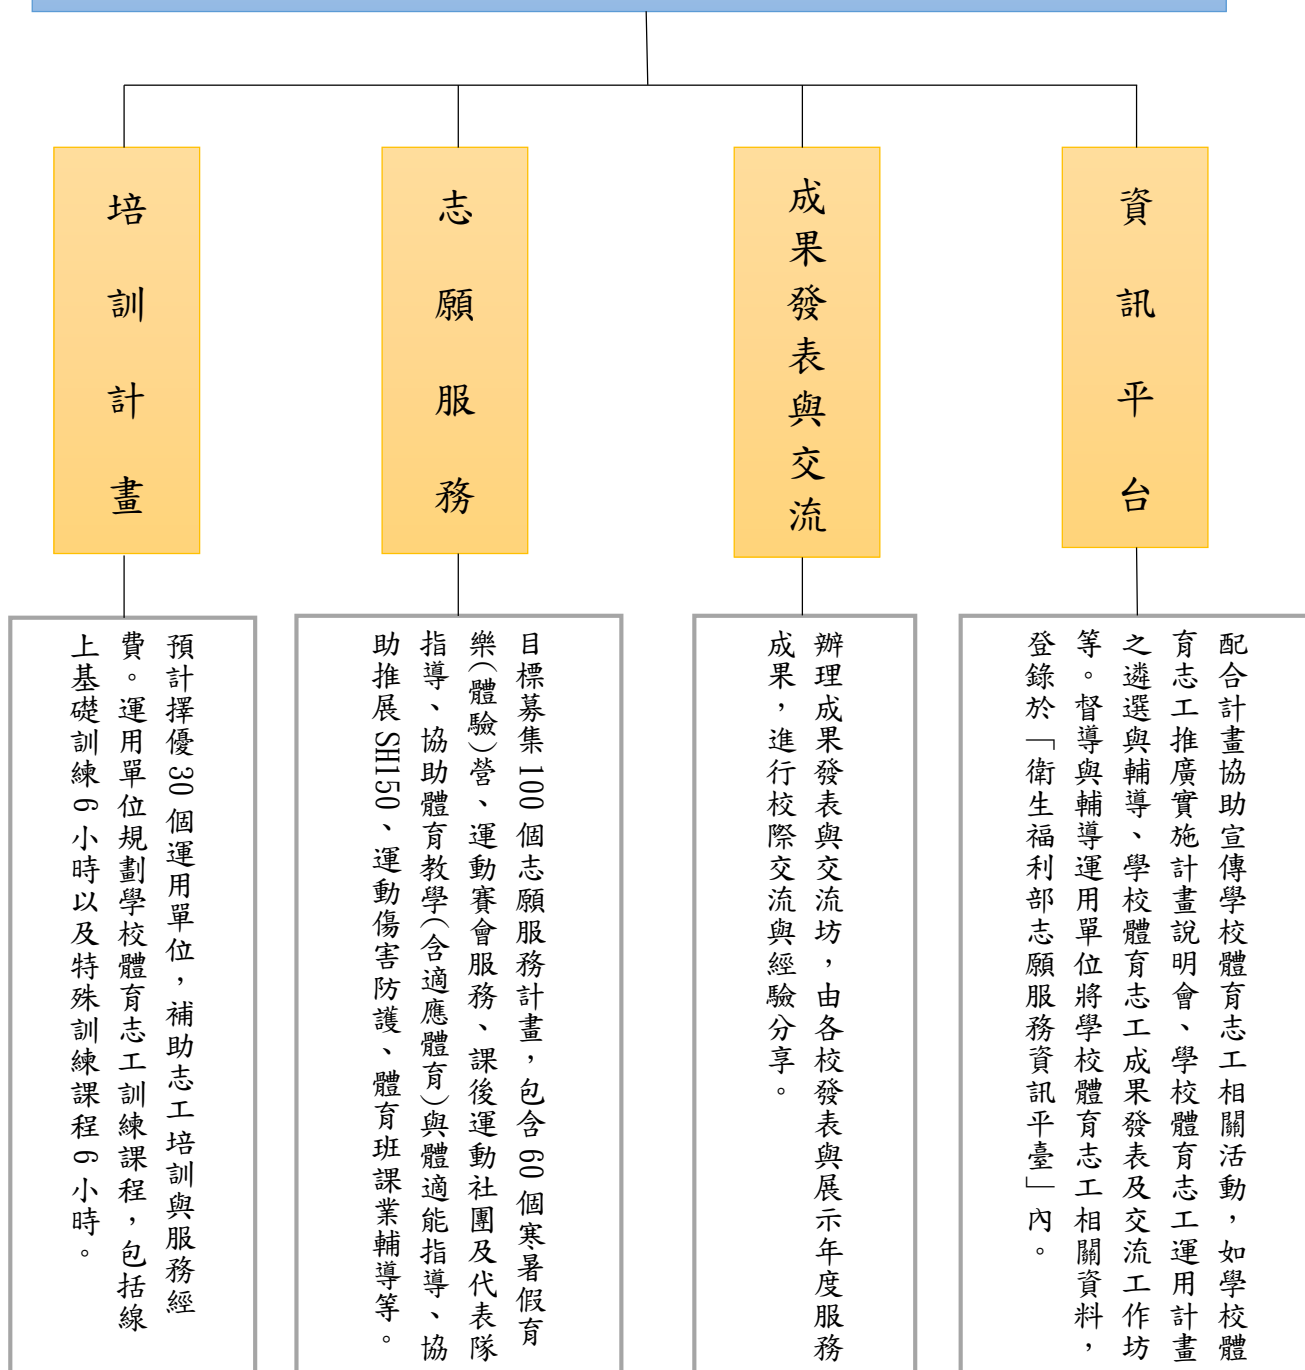 培訓計畫
志願服務
成果發表與交流
資訊平台
預計擇優 30 個運用單位，補助志工培訓與服務經
費。運用單位規劃學校體育志工訓練課程，包括線
上基礎訓練 6 小時以及特殊訓練課程 6 小時。
目標募集 100 個志願服務計畫，包含 60 個寒暑假育
樂(體驗)營、運動賽會服務、課後運動社團及代表隊
指導、協助體育教學(含適應體育)與體適能指導、協
助推展 SH150、運動傷害防護、體育班課業輔導等。
辦理成果發表與交流坊，由各校發表與展示年度服務
成果，進行校際交流與經驗分享。
配合計畫協助宣傳學校體育志工相關活動，如學校體
育志工推廣實施計畫說明會、學校體育志工運用計畫
之遴選與輔導、學校體育志工成果發表及交流工作坊
等。督導與輔導運用單位將學校體育志工相關資料，
登錄於「衛生福利部志願服務資訊平臺」內。